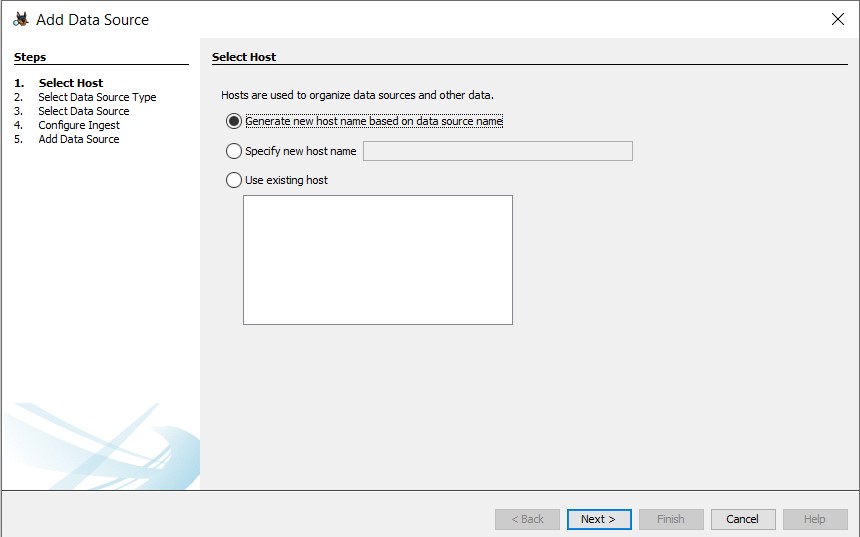 Add Data Source
Steps
1. Select Host
2. Select Data Source Type
3. Select Data Source
4. Configure Ingest
5. Add Data Source
Select Host
Hosts are used to organize data sources and other data.
Generate new host name based on data source name
Specify new host name
Use existing host
< Back Next > Finish Cancel Help